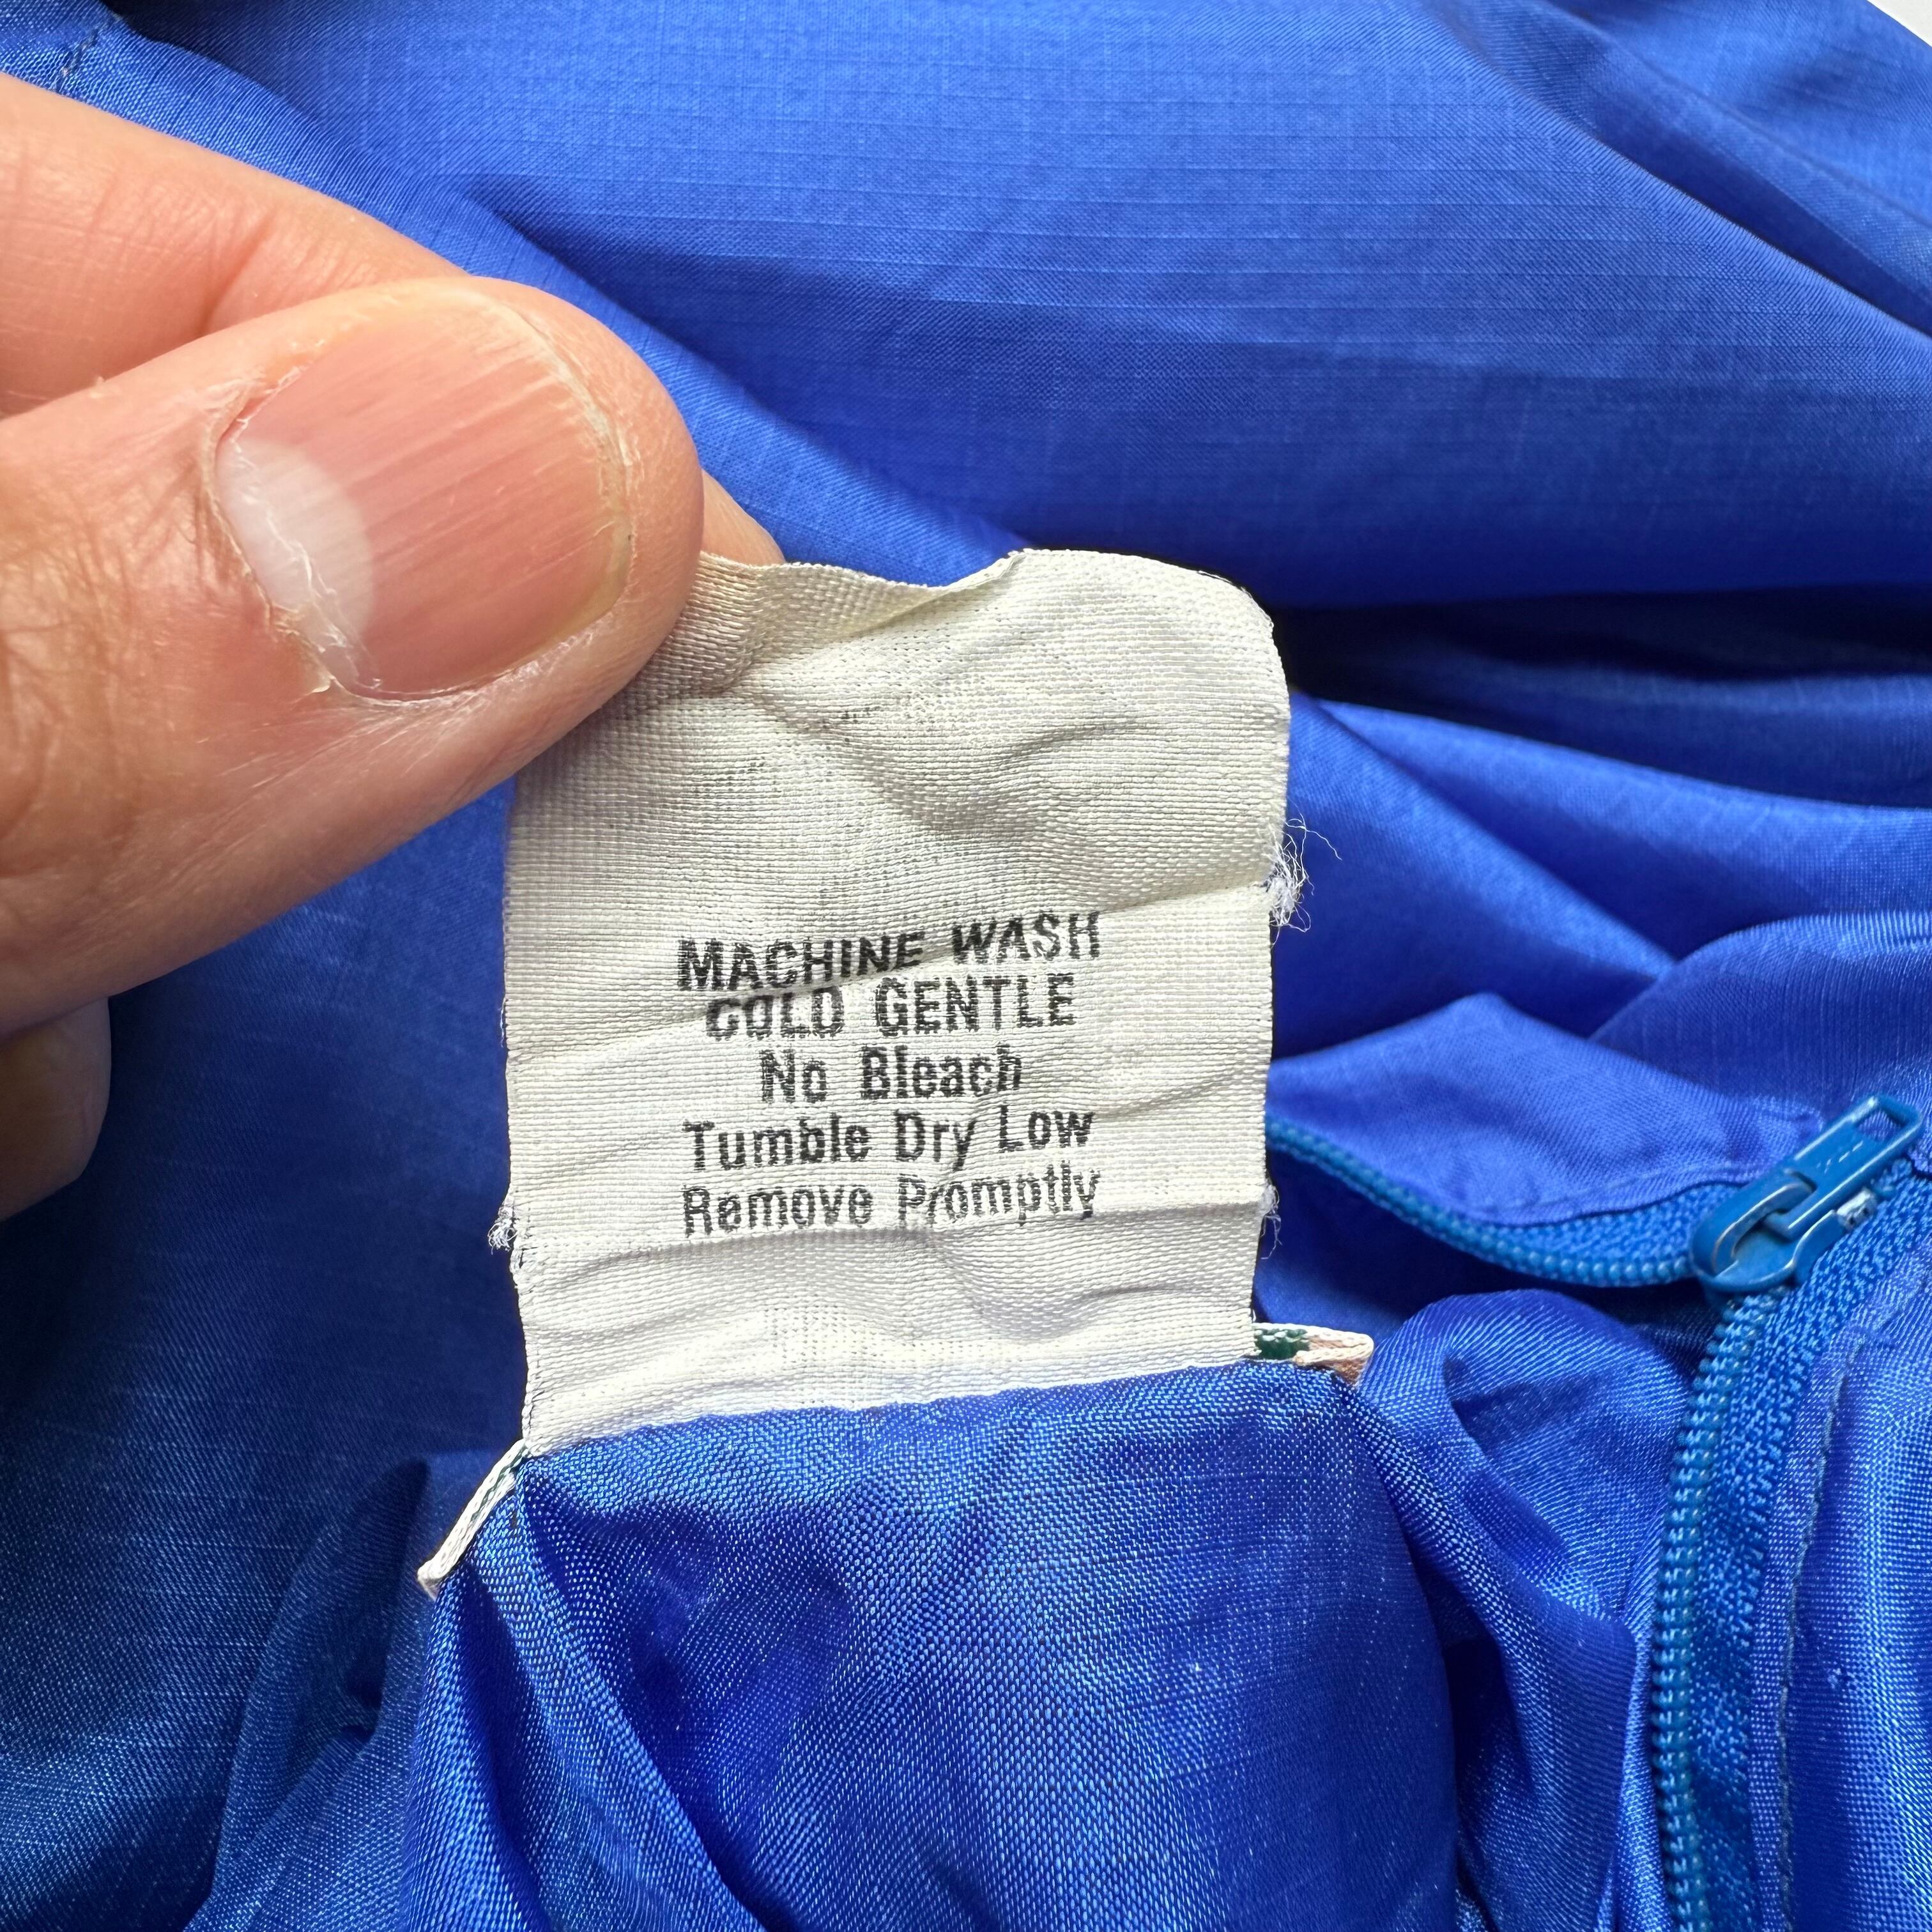 MACHINE WASH
COLD GENTLE
No Bleach
Tumble Dry Low
Remove Promptly